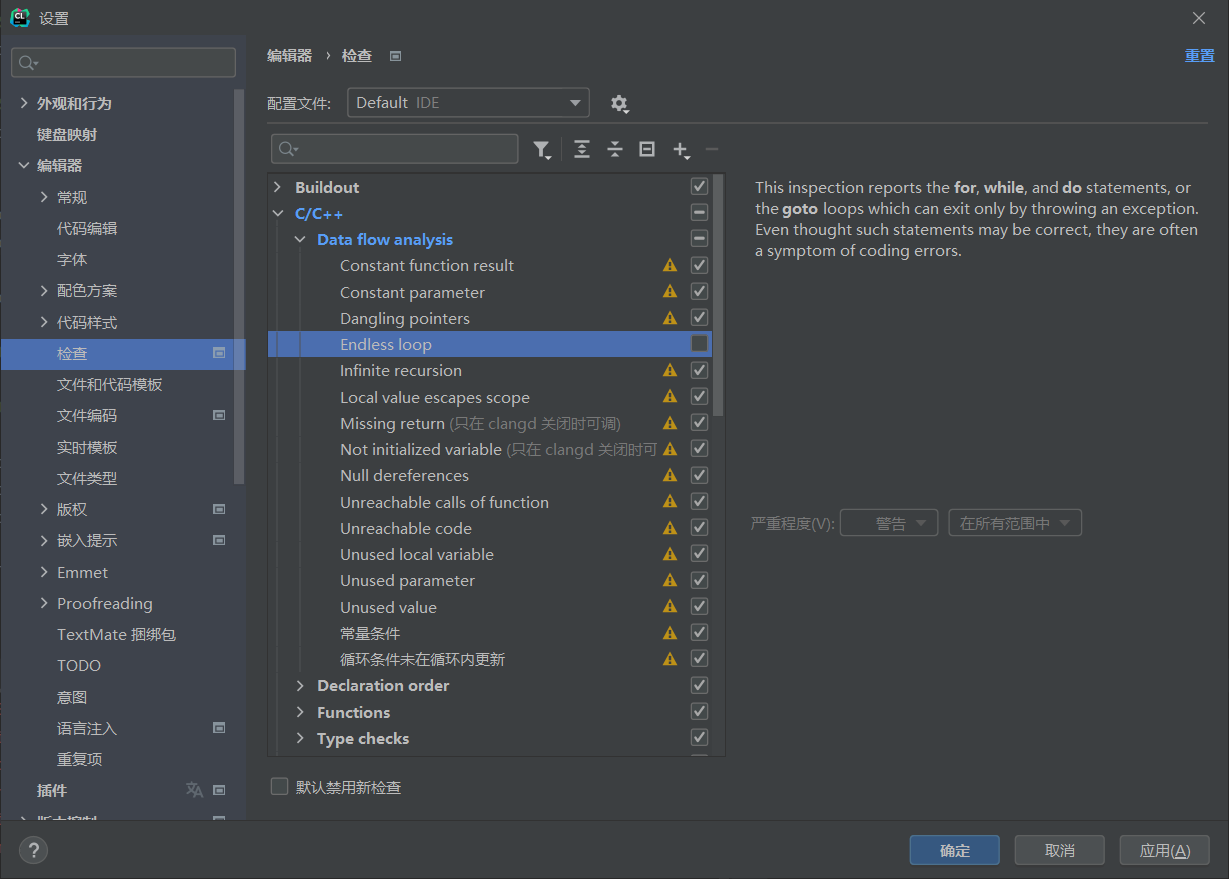 设置
编辑器 › 检查
重置
外观和行为
键盘映射
编辑器
常规
代码编辑
字体
配色方案
代码样式
检查
文件和代码模板
文件编码
实时模板
文件类型
版权
嵌入提示
Emmet
Proofreading
TextMate 捆绑包
TODO
意图
语言注入
重复项
插件
版本控制
配置文件:
Default IDE
Buildout
C/C++
Data flow analysis
Constant function result
Constant parameter
Dangling pointers
Endless loop
Infinite recursion
Local value escapes scope
Missing return (只在 clangd 关闭时可调)
Not initialized variable (只在 clangd 关闭时可
Null dereferences
Unreachable calls of function
Unreachable code
Unused local variable
Unused parameter
Unused value
常量条件
循环条件未在循环内更新
Declaration order
Functions
Type checks
默认禁用新检查
This inspection reports the for, while, and do statements, or
the goto loops which can exit only by throwing an exception.
Even thought such statements may be correct, they are often
a symptom of coding errors.
严重程度(V): 警告 在所有范围中
?
确定
取消
应用(A)